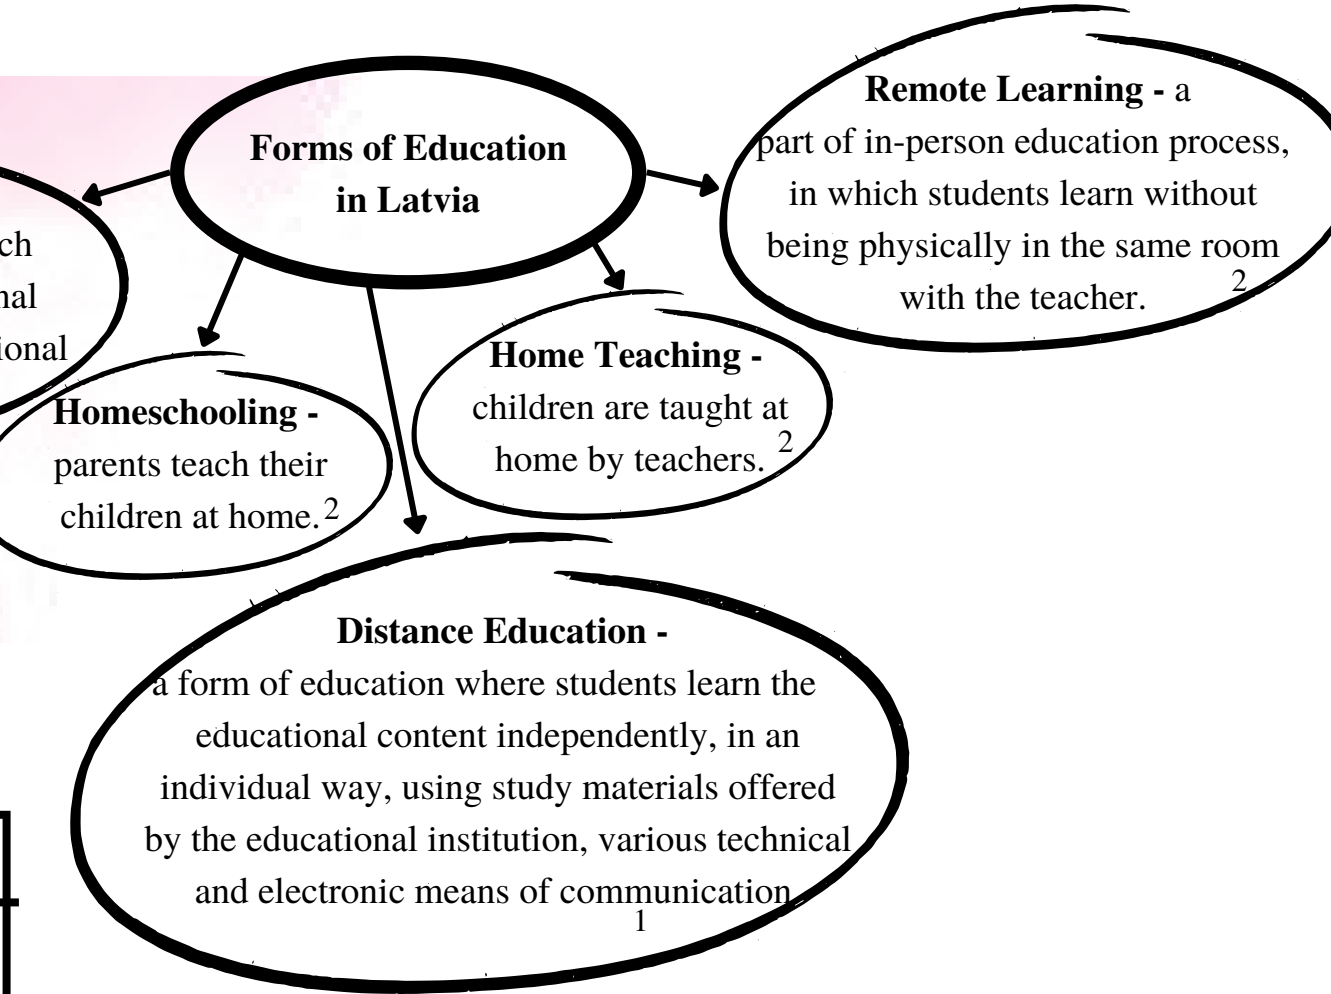 Forms of Education
in Latvia
Remote Learning - a
part of in-person education process,
in which students learn without
being physically in the same room
with the teacher. 2
ch
nal
ional
Homeschooling -
parents teach their
children at home. 2
Home Teaching -
children are taught at
home by teachers. 2
Distance Education -
a form of education where students learn the
educational content independently, in an
individual way, using study materials offered
by the educational institution, various technical
and electronic means of communication
1